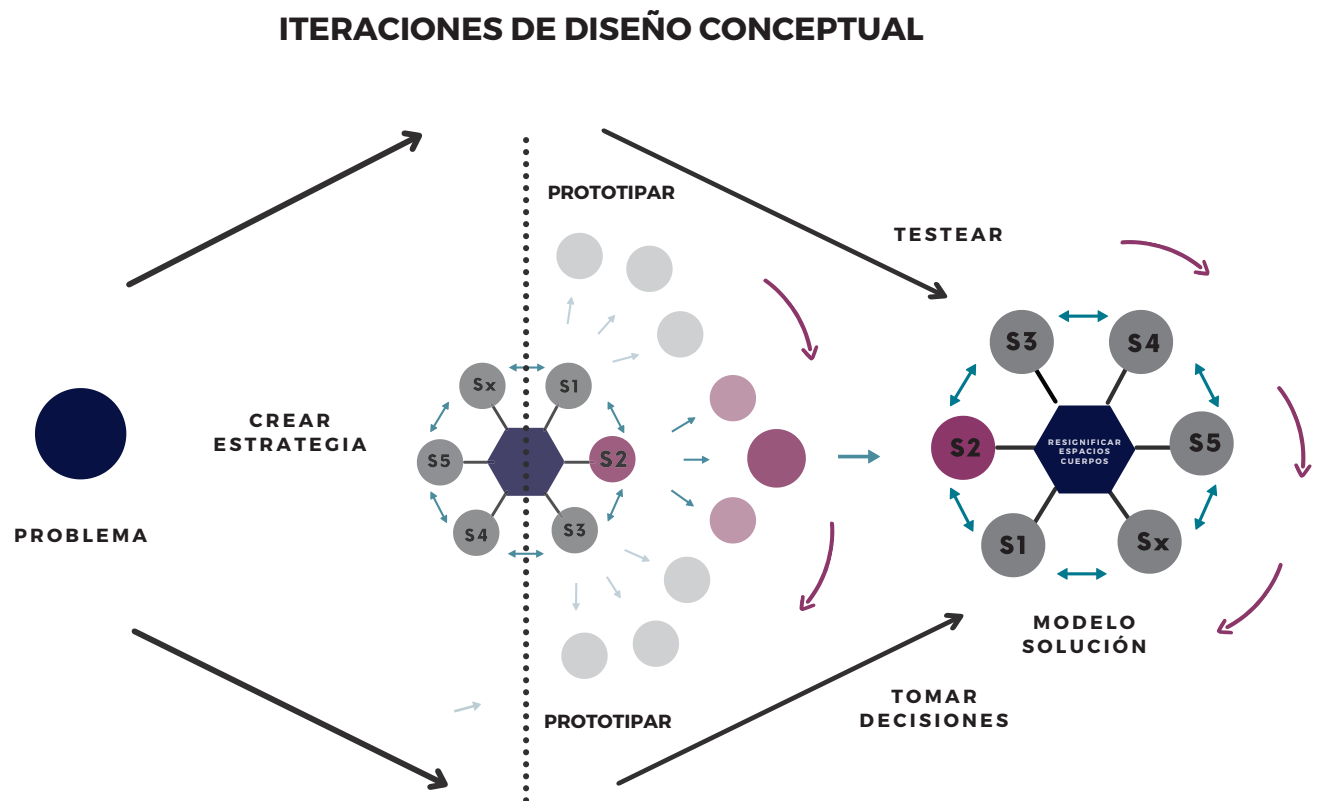 ITERACIONES DE DISEÑO CONCEPTUAL
PROTOTIPAR
TESTEAR
S3
S4
Sx
S1
CREAR
ESTRATEGIA
S5
S2
S2
RESIGNIFICAR
ESPACIOS
CUERPOS
S5
S4
S3
S1
Sx
PROBLEMA
MODELO
SOLUCIÓN
TOMAR
DECISIONES
PROTOTIPAR